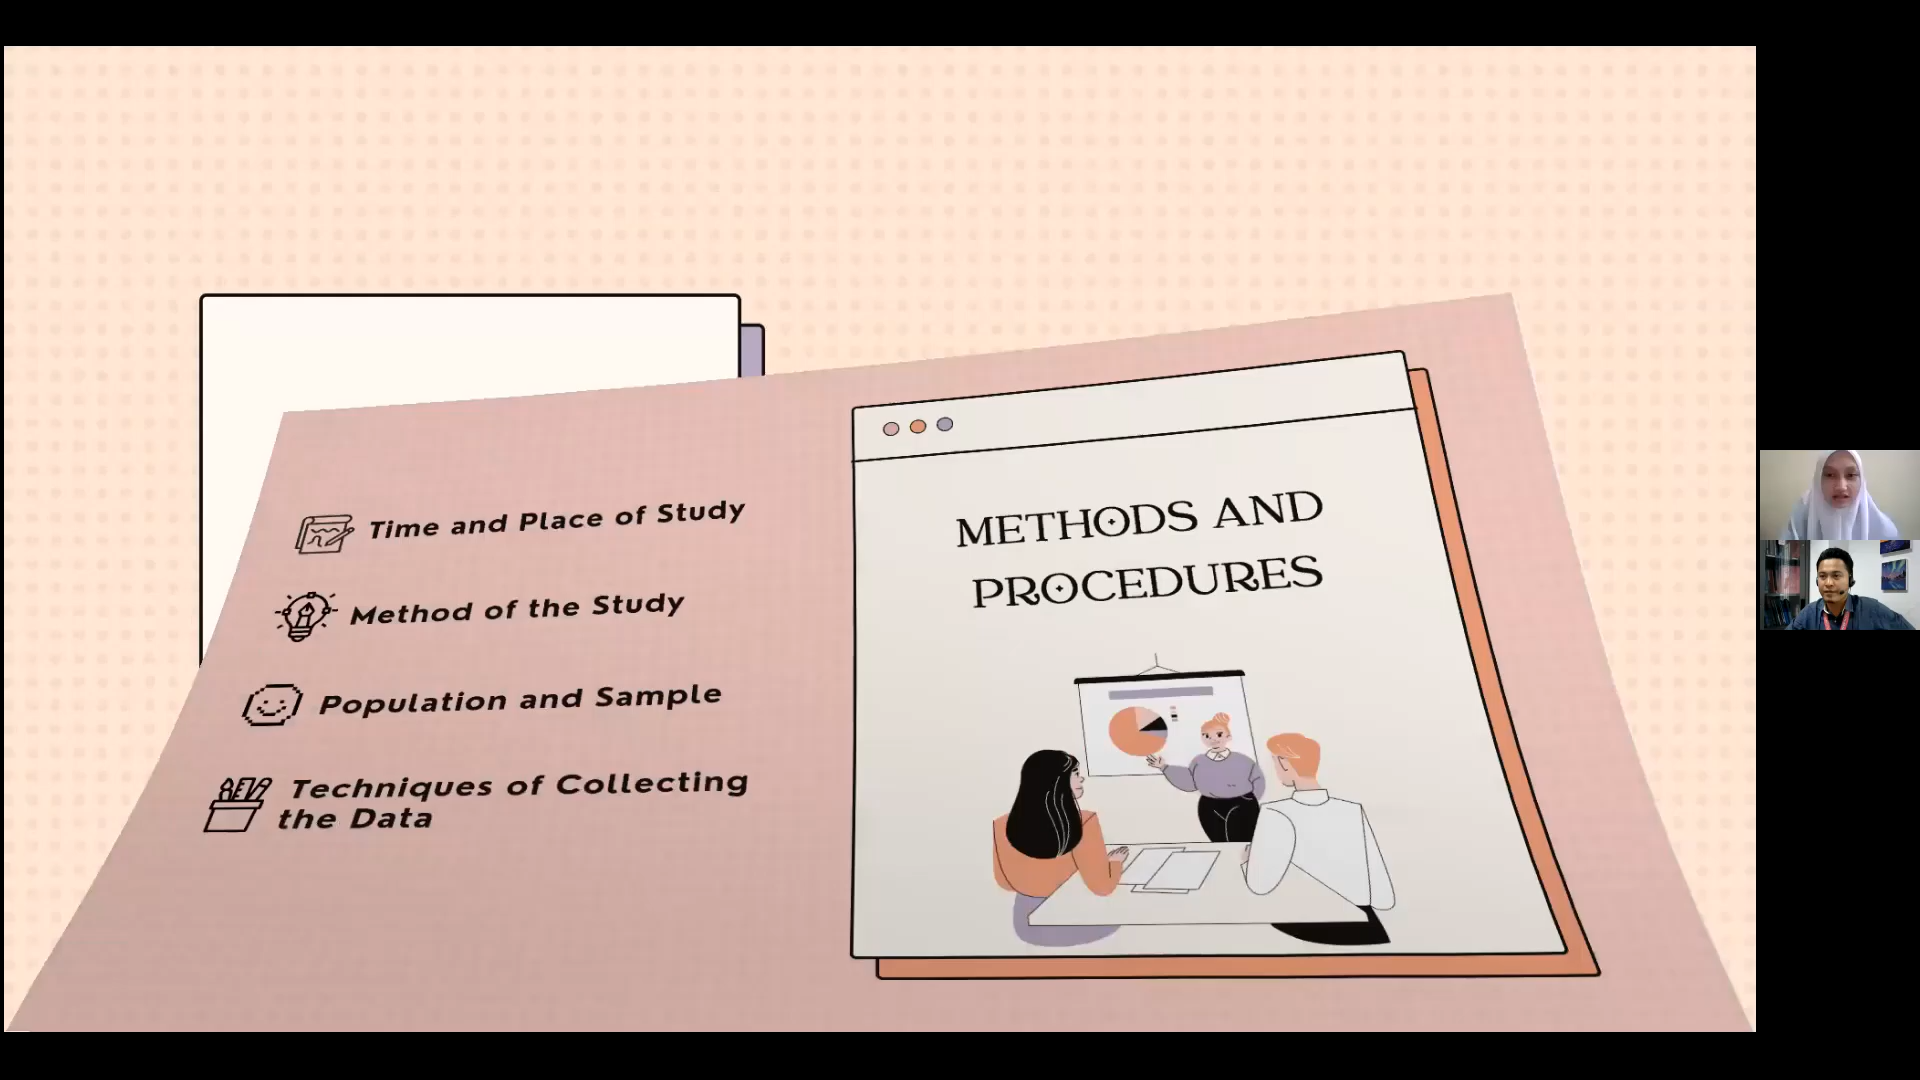 Time and Place of Study
Method of the Study
Population and Sample
Techniques of Collecting
the Data
METHODS AND
PROCEDURES